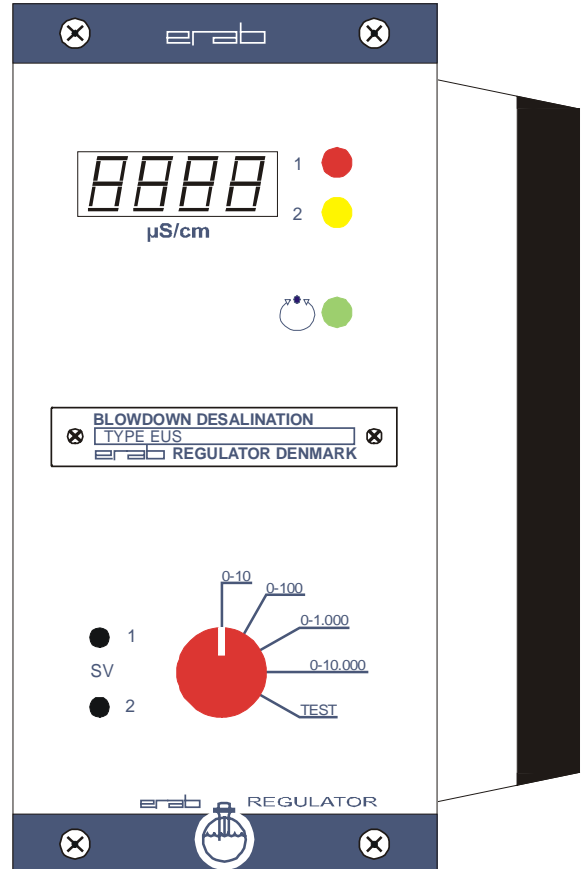 erab
8888
1
µS/cm
2
BLOWDOWN DESALINATION
TYPE EUS
erab REGULATOR DENMARK
0-10
0-100
0-1.000
1
SV
0-10.000
2
TEST
erab REGULATOR